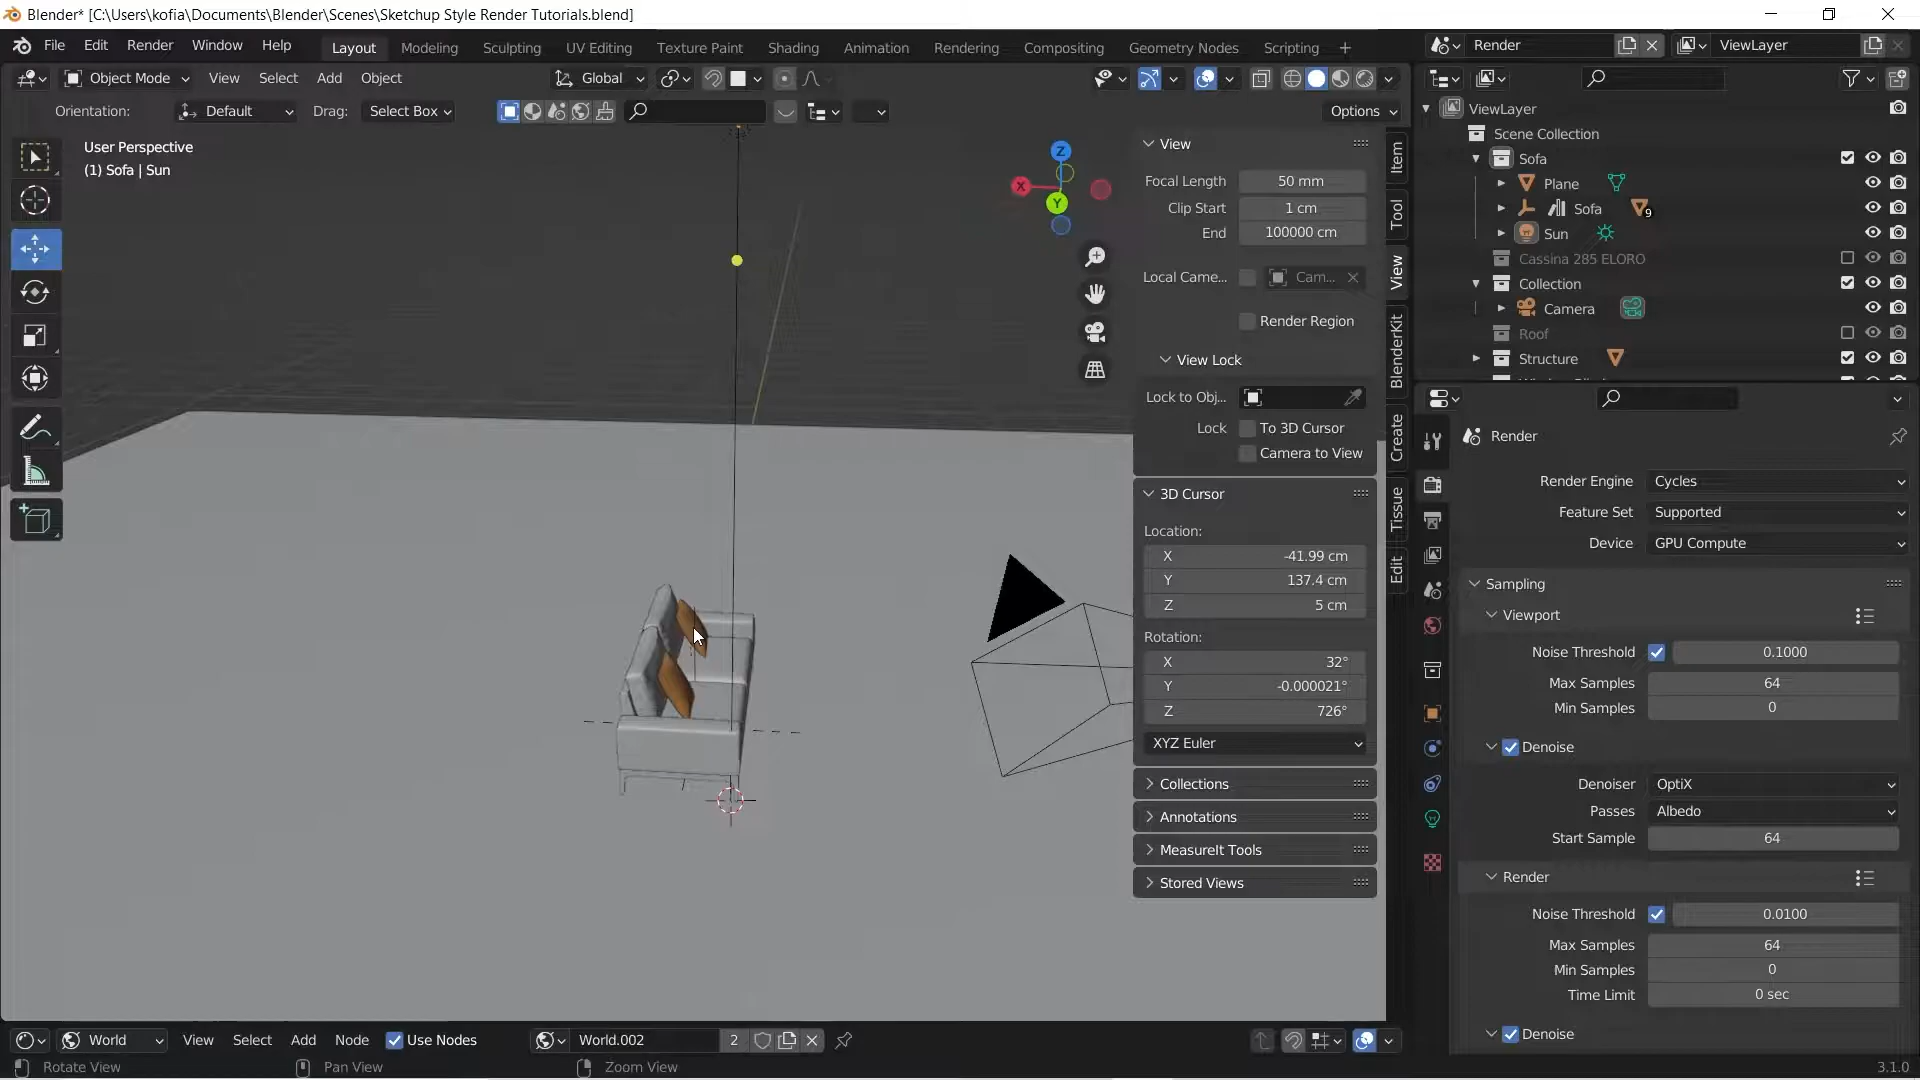 Blender* [C:\Users\kofia\Documents\Blender\Scenes\Sketchup Style Render Tutorials.blend]
File Edit Render Window Help Layout Modeling Sculpting UV Editing Texture Paint Shading Animation Rendering Compositing Geometry Nodes Scripting + Render ViewLayer
Object Mode View Select Add Object Global
Orientation: Default Drag: Select Box Options
User Perspective
(1) Sofa | Sun
Z
X
Y
View
Focal Length 50 mm
Clip Start 1 cm
End 100000 cm
Local Came... Cam...
Render Region
View Lock
Lock to Obj...
Lock To 3D Cursor
Camera to View
3D Cursor
Location:
X -41.99 cm
Y 137.4 cm
Z 5 cm
Rotation:
X 32°
Y -0.000021°
Z 726°
XYZ Euler
Collections
Annotations
MeasureIt Tools
Stored Views
Item
Tool
View
BlenderKit
Create
Tissue
Edit
ViewLayer
Scene Collection
Sofa
Plane
Sofa 9
Sun
Cassina 285 ELORO
Collection
Camera
Roof
Structure
Render
Render Engine Cycles
Feature Set Supported
Device GPU Compute
Sampling
Viewport
Noise Threshold 0.1000
Max Samples 64
Min Samples 0
Denoise
Denoiser OptiX
Passes Albedo
Start Sample 64
Render
Noise Threshold 0.0100
Max Samples 64
Min Samples 0
Time Limit 0 sec
Denoise
World View Select Add Node Use Nodes World.002 2
Rotate View Pan View Zoom View 3.1.0